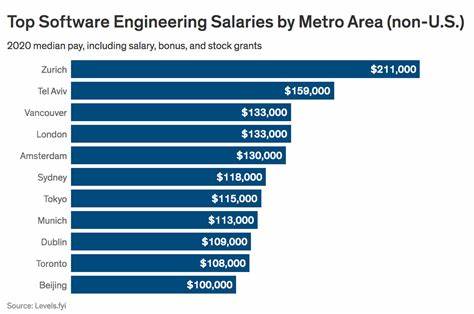 Top Software Engineering Salaries by Metro Area (non-U.S.)
2020 median pay, including salary, bonus, and stock grants
Zurich $211,000
Tel Aviv $159,000
Vancouver $133,000
London $133,000
Amsterdam $130,000
Sydney $118,000
Tokyo $115,000
Munich $113,000
Dublin $109,000
Toronto $108,000
Beijing $100,000
Source: Levels.fyi